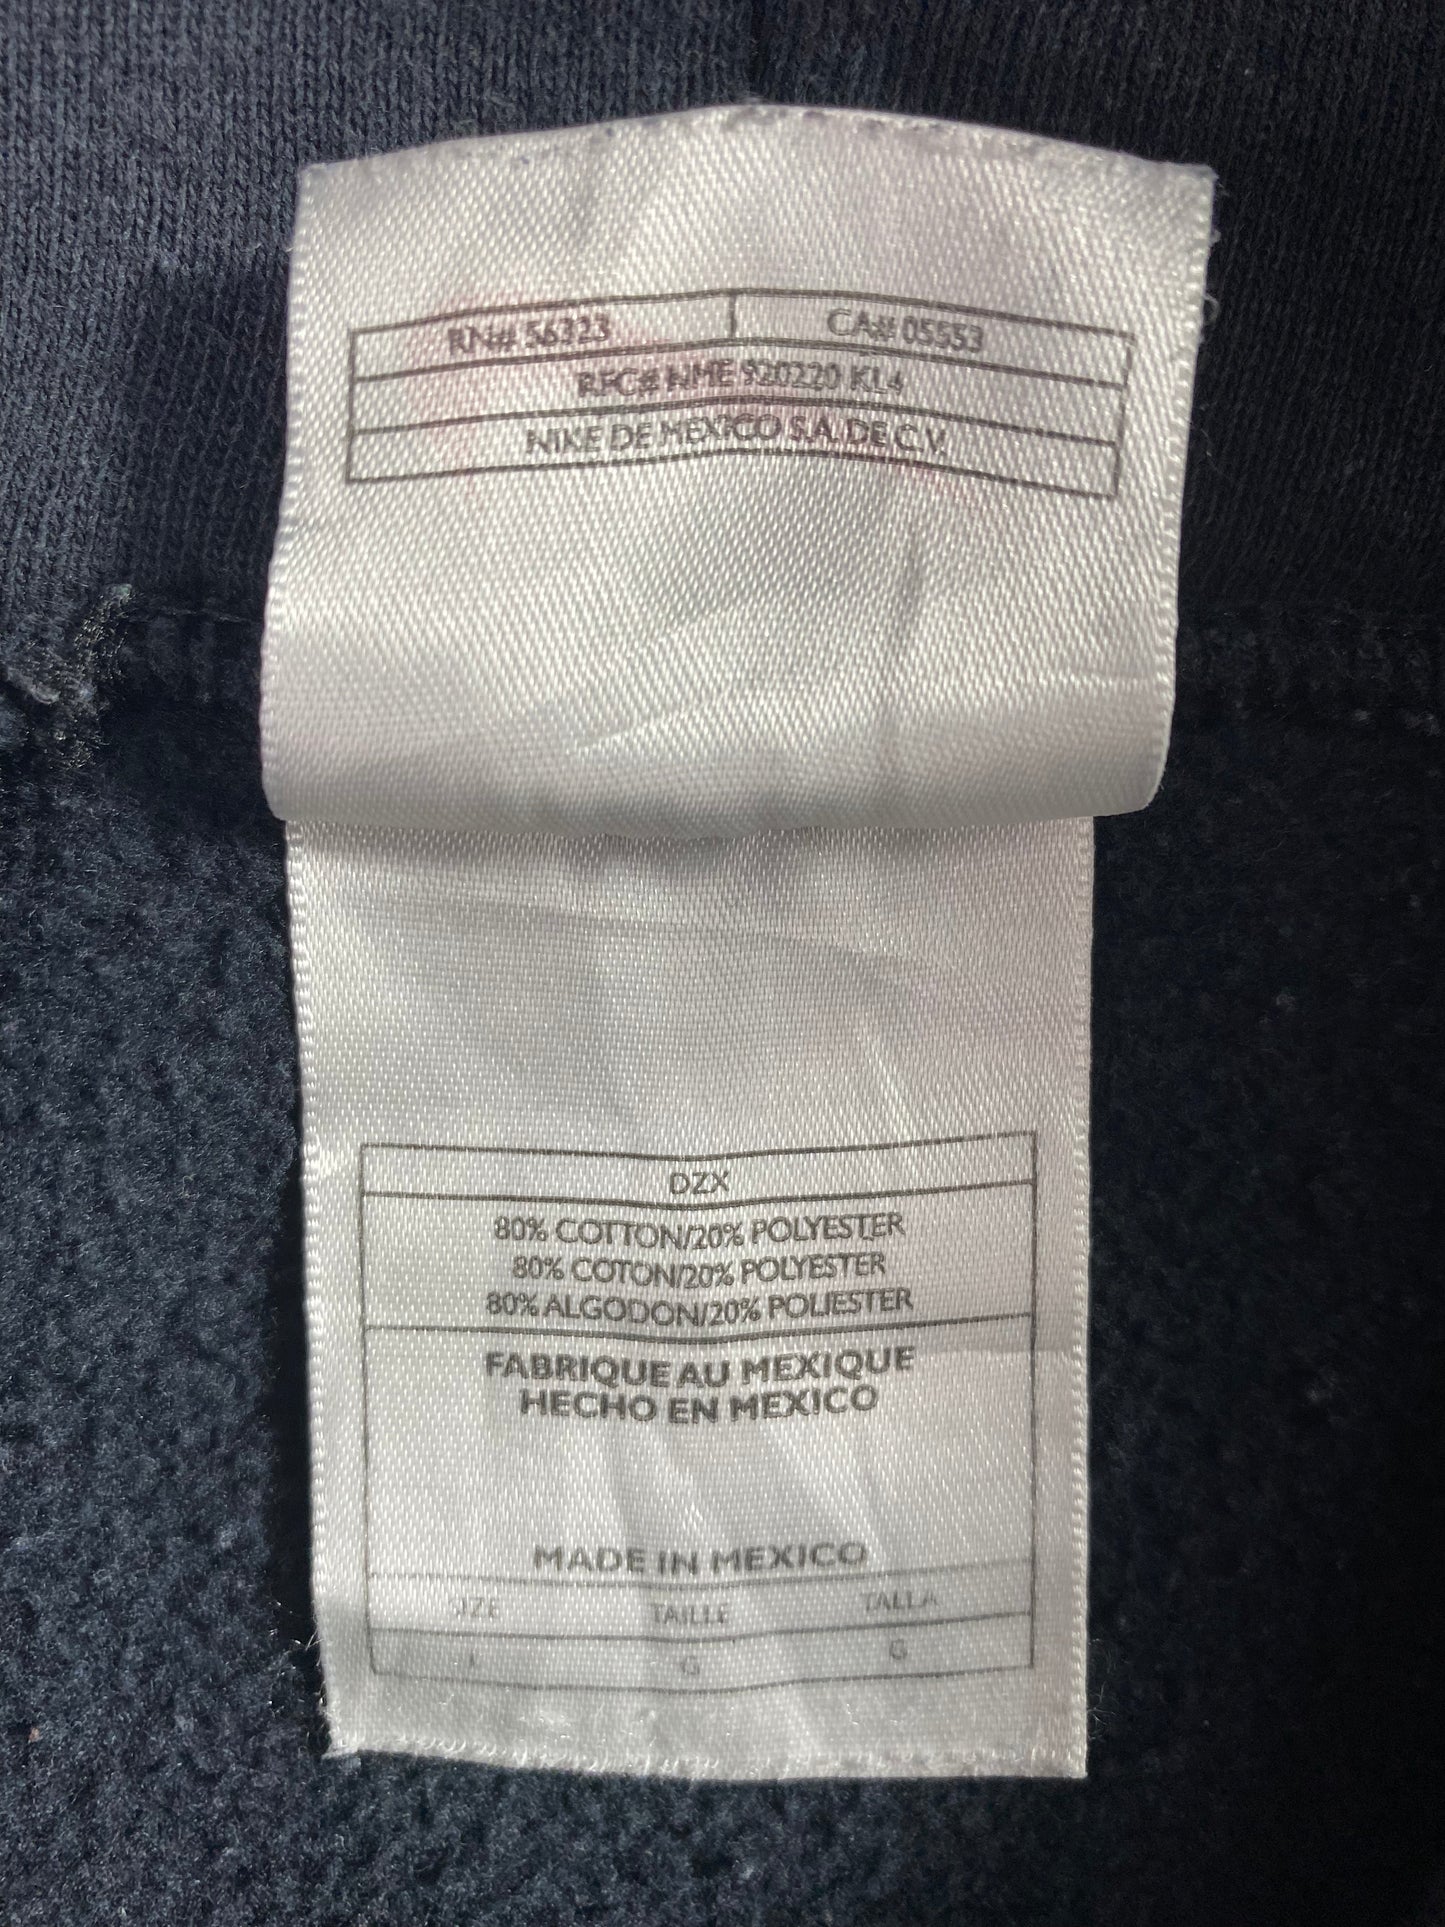 RN# 56323 CA# 05553
RFC# NME 920220 KL4
NIKE DE MEXICO S.A. DE C.V.
DZX
80% COTTON/20% POLYESTER
80% COTON/20% POLYESTER
80% ALGODON/20% POLIESTER
FABRIQUE AU MEXIQUE
HECHO EN MEXICO
MADE IN MEXICO
TAILLE TALLA
G G